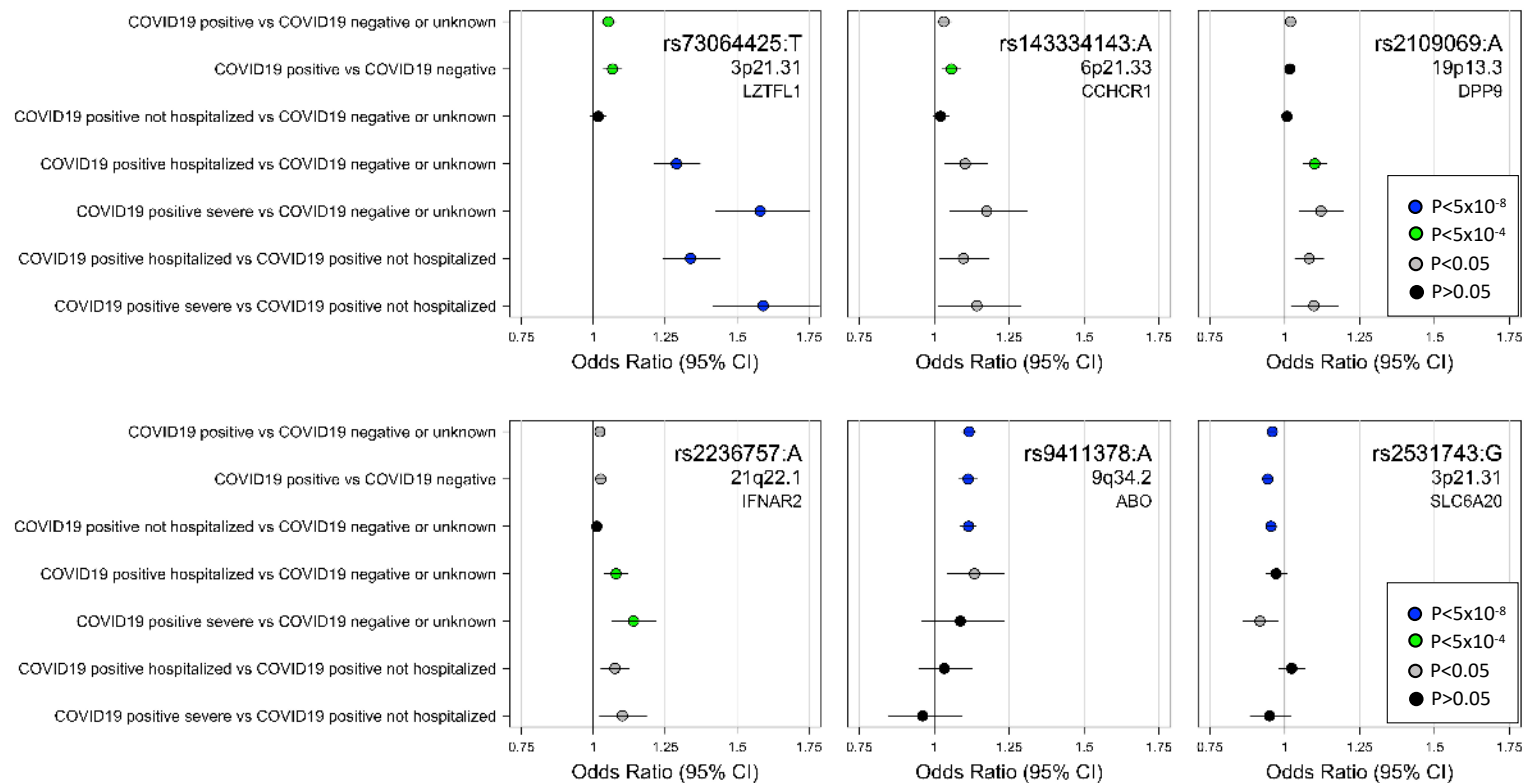 COVID19 positive vs COVID19 negative or unknown
COVID19 positive vs COVID19 negative
COVID19 positive not hospitalized vs COVID19 negative or unknown
COVID19 positive hospitalized vs COVID19 negative or unknown
COVID19 positive severe vs COVID19 negative or unknown
COVID19 positive hospitalized vs COVID19 positive not hospitalized
COVID19 positive severe vs COVID19 positive not hospitalized
rs73064425:T
3p21.31
LZTFL1
0.75 1 1.25 1.5 1.75
Odds Ratio (95% CI)
rs143334143:A
6p21.33
CCHCR1
0.75 1 1.25 1.5 1.75
Odds Ratio (95% CI)
rs2109069:A
19p13.3
DPP9
P<5x10⁻⁸
P<5x10⁻⁴
P<0.05
P>0.05
0.75 1 1.25 1.5 1.75
Odds Ratio (95% CI)
COVID19 positive vs COVID19 negative or unknown
COVID19 positive vs COVID19 negative
COVID19 positive not hospitalized vs COVID19 negative or unknown
COVID19 positive hospitalized vs COVID19 negative or unknown
COVID19 positive severe vs COVID19 negative or unknown
COVID19 positive hospitalized vs COVID19 positive not hospitalized
COVID19 positive severe vs COVID19 positive not hospitalized
rs2236757:A
21q22.1
IFNAR2
0.75 1 1.25 1.5 1.75
Odds Ratio (95% CI)
rs9411378:A
9q34.2
ABO
0.75 1 1.25 1.5 1.75
Odds Ratio (95% CI)
rs2531743:G
3p21.31
SLC6A20
P<5x10⁻⁸
P<5x10⁻⁴
P<0.05
P>0.05
0.75 1 1.25 1.5 1.75
Odds Ratio (95% CI)